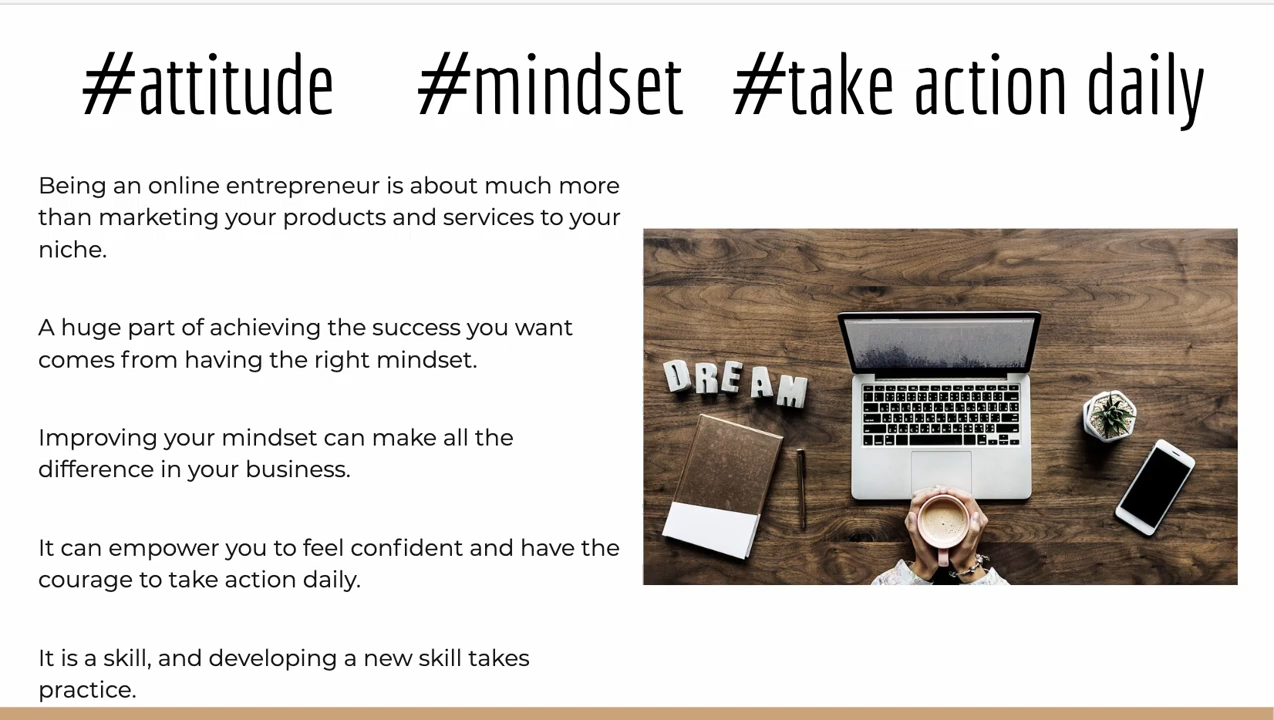 #attitude #mindset #take action daily
Being an online entrepreneur is about much more
than marketing your products and services to your
niche.
A huge part of achieving the success you want
comes from having the right mindset.
Improving your mindset can make all the
difference in your business.
It can empower you to feel confident and have the
courage to take action daily.
It is a skill, and developing a new skill takes
practice.
DREAM